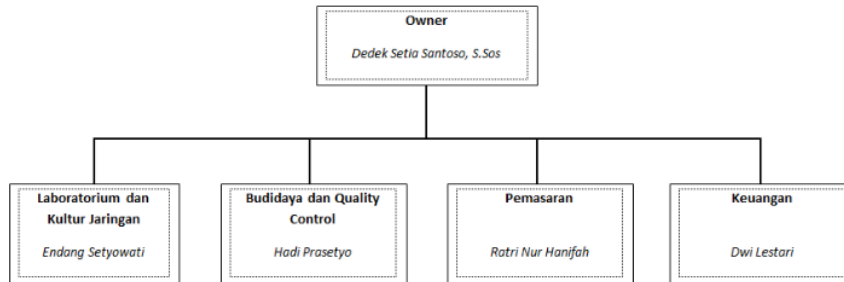 Owner
Dedek Setia Santoso, S.Sos
Laboratorium dan
Kultur Jaringan
Endang Setyowati
Budidaya dan Quality
Control
Hadi Prasetyo
Pemasaran
Ratri Nur Hanifah
Keuangan
Dwi Lestari